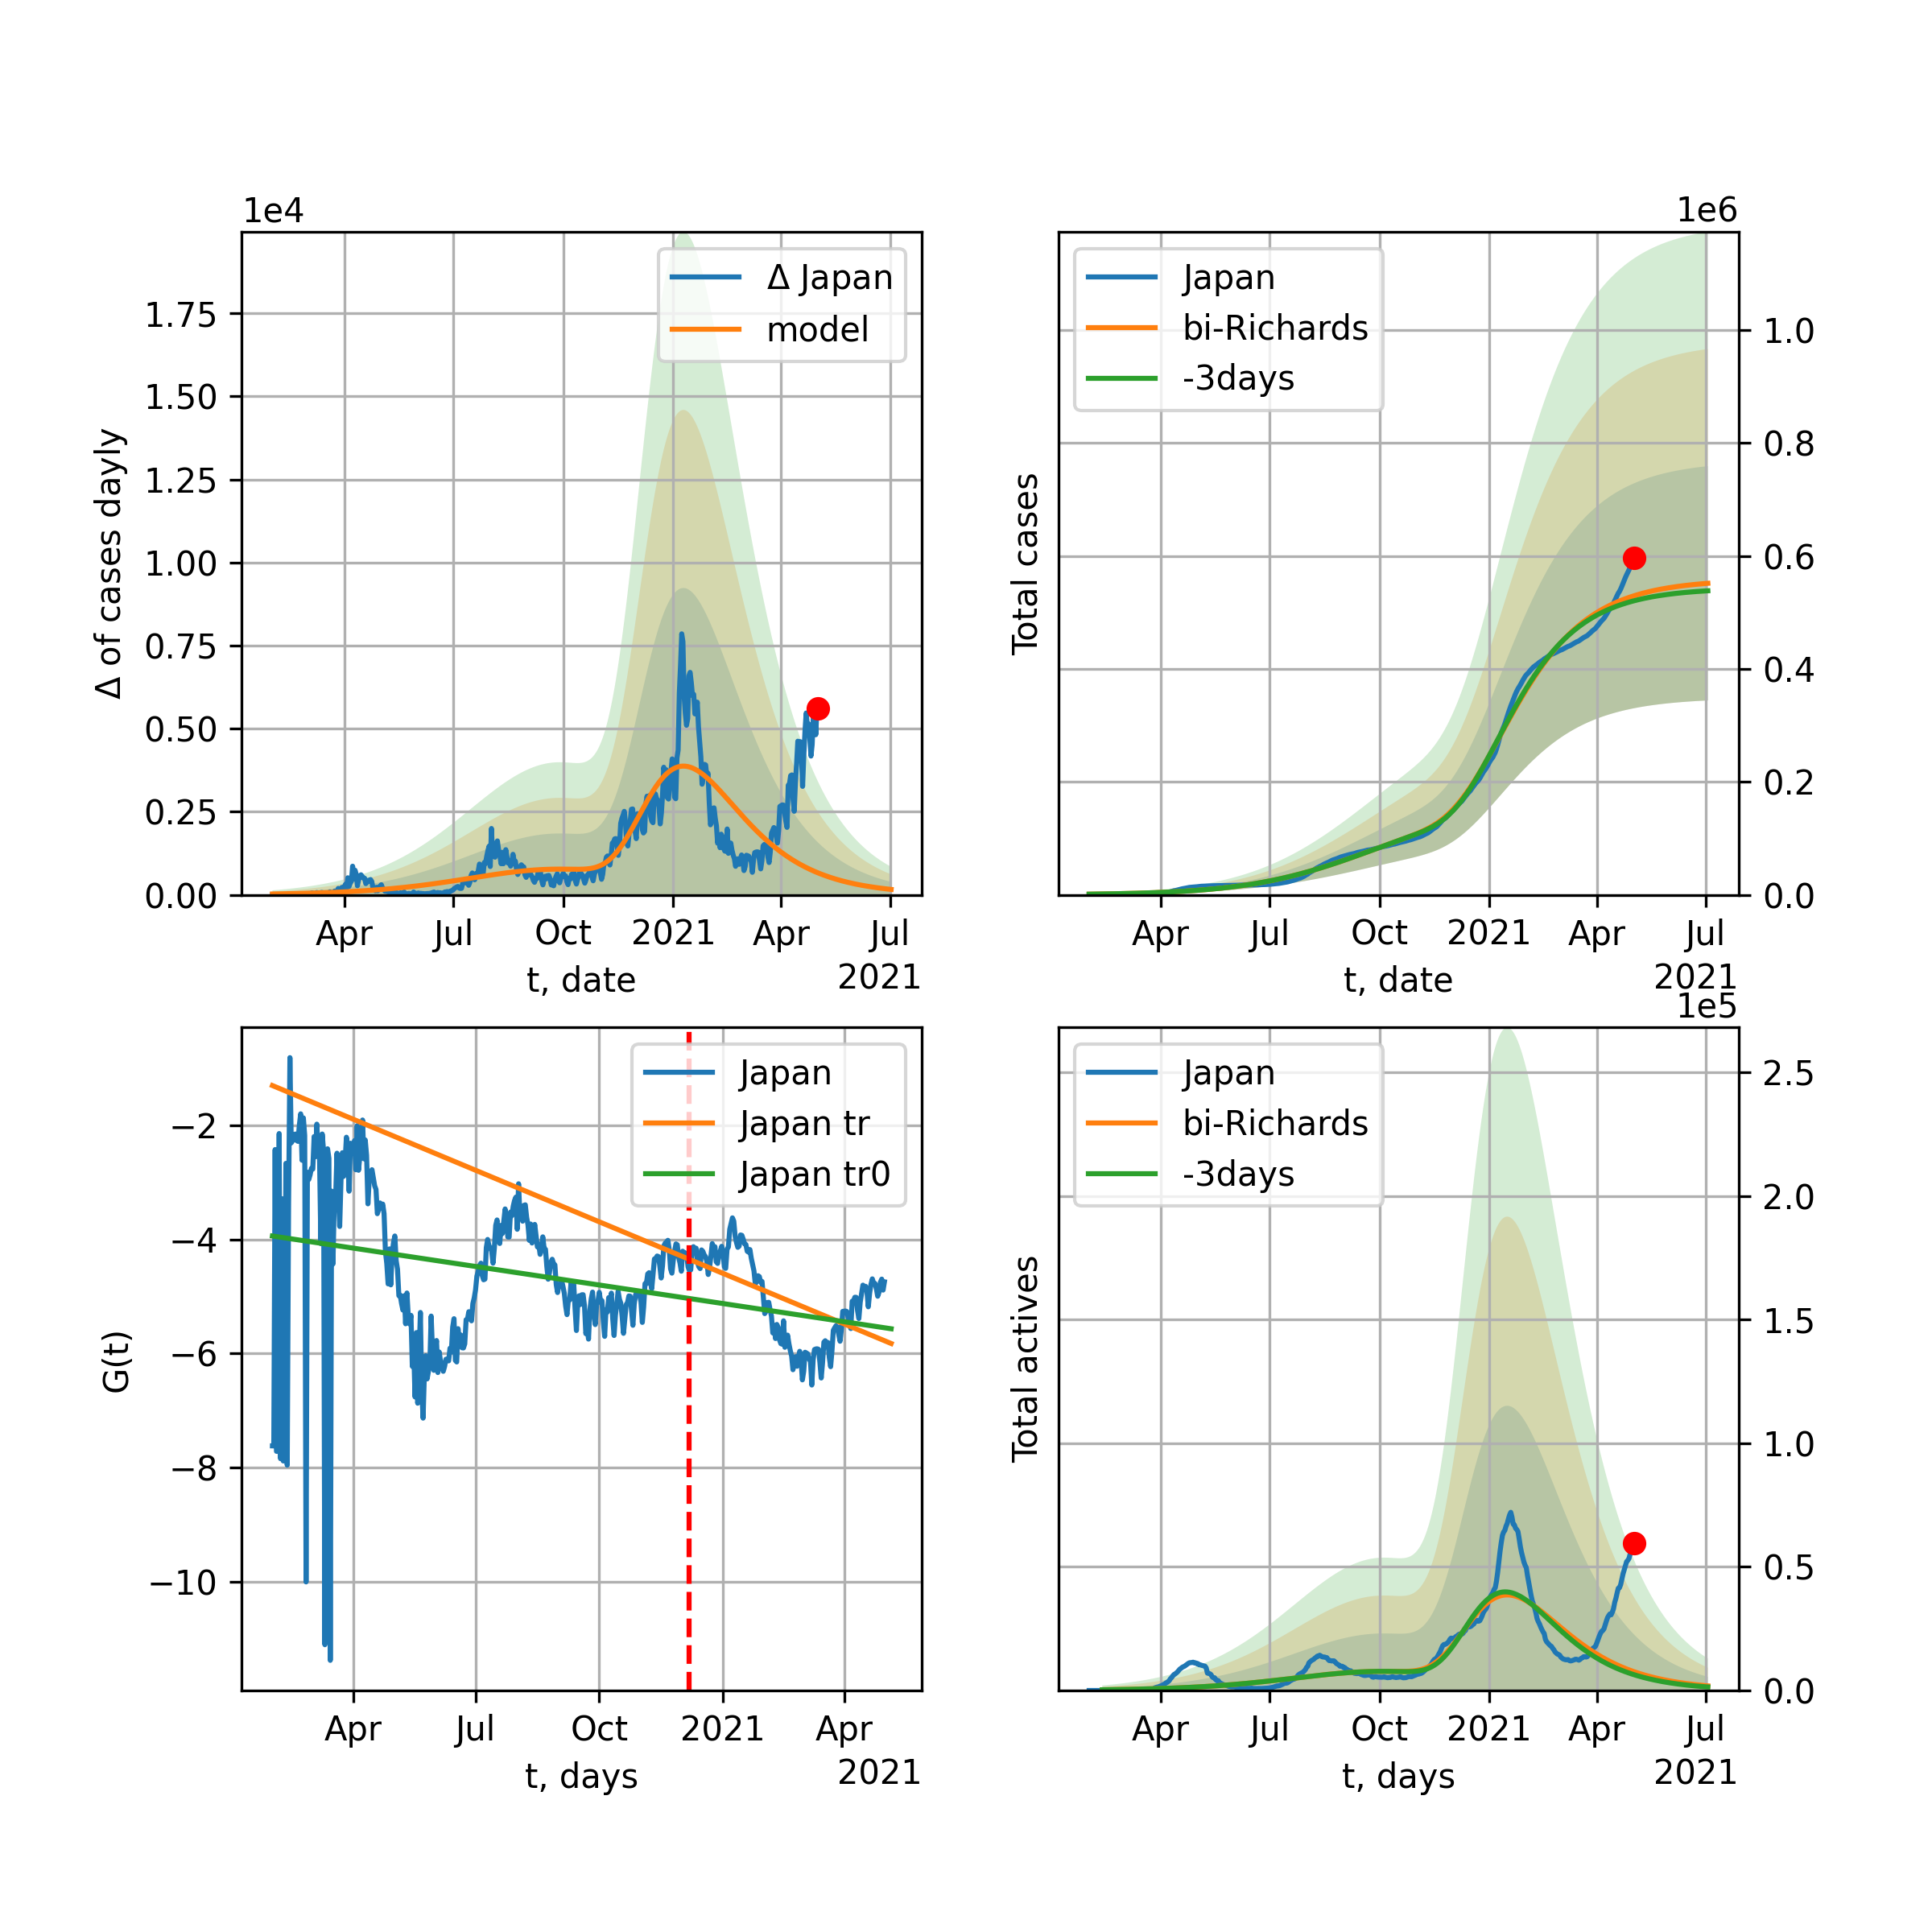 1e4
Δ of cases dayly
1.75
1.50
1.25
1.00
0.75
0.50
0.25
0.00
Δ Japan
model
Apr Jul Oct 2021 Apr Jul
2021
t, date
1e6
Total cases
Japan
bi-Richards
-3days
1.0
0.8
0.6
0.4
0.2
0.0
Apr Jul Oct 2021 Apr Jul
2021
t, date
G(t)
−2
−4
−6
−8
−10
Japan
Japan tr
Japan tr0
Apr Jul Oct 2021 Apr
2021
t, days
1e5
Total actives
Japan
bi-Richards
-3days
2.5
2.0
1.5
1.0
0.5
0.0
Apr Jul Oct 2021 Apr Jul
2021
t, days